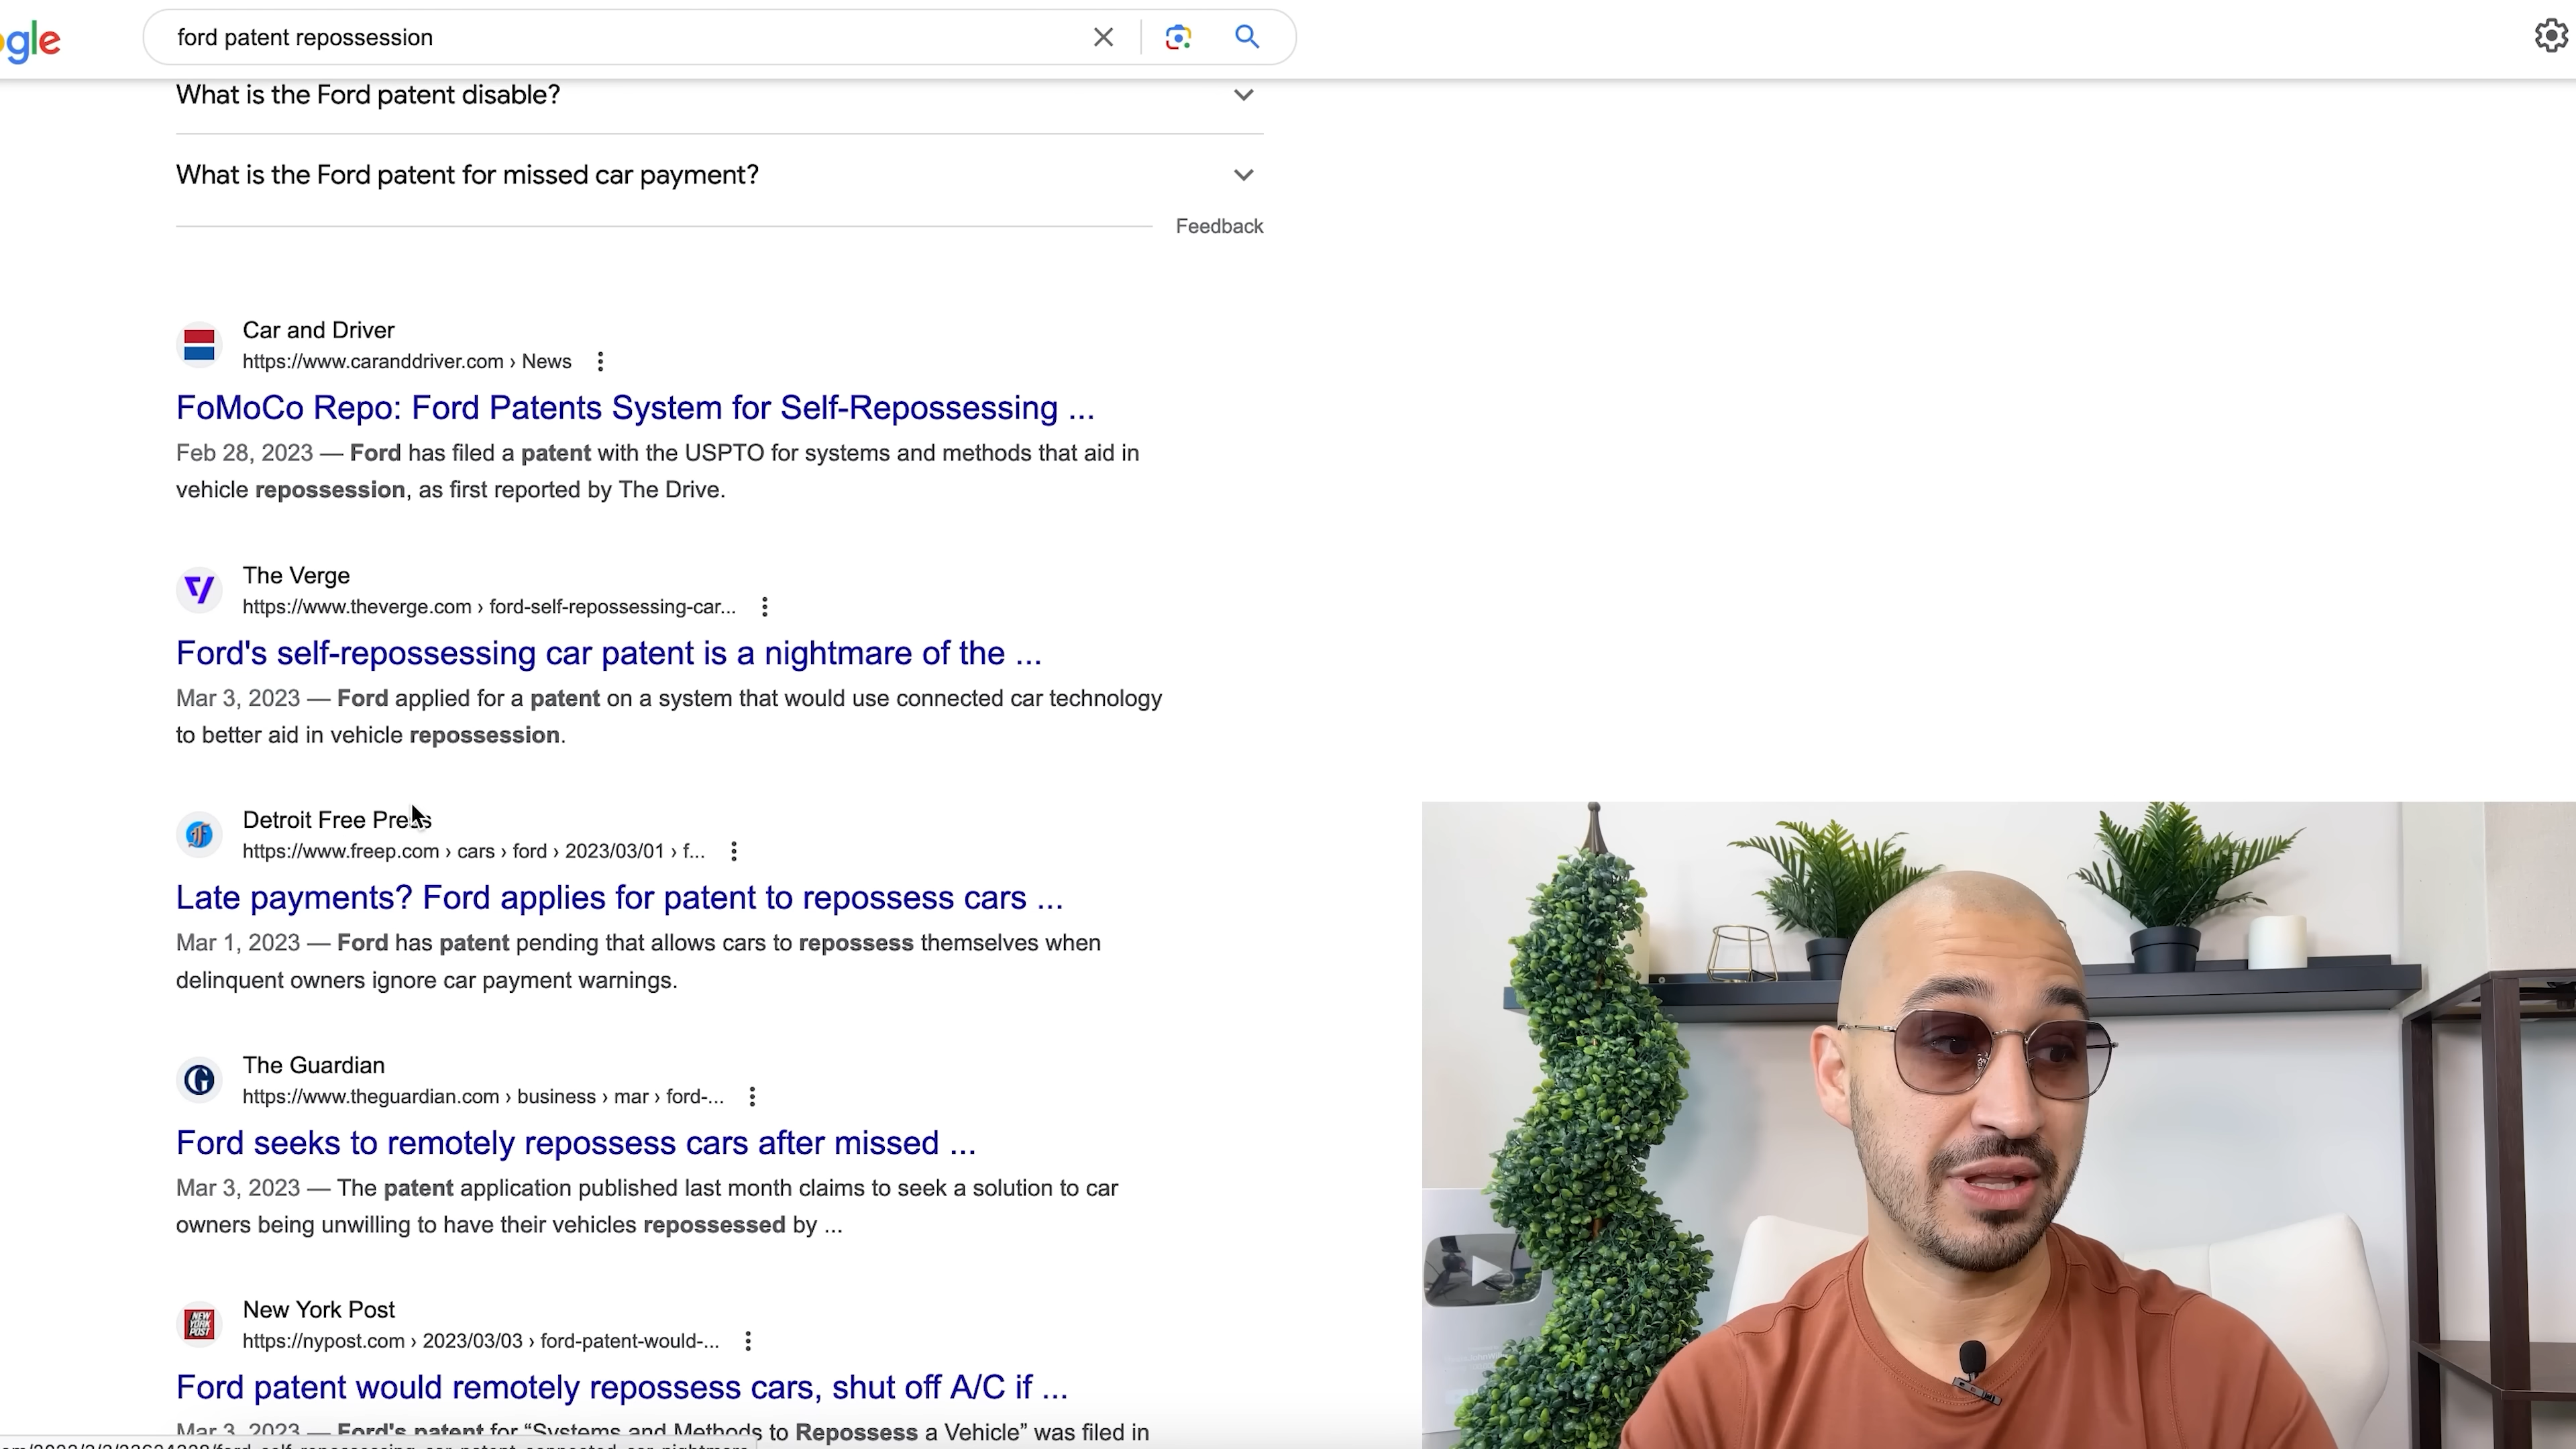 ogle
ford patent repossession
What is the Ford patent disable?
What is the Ford patent for missed car payment?
Feedback
Car and Driver
https://www.caranddriver.com › News
FoMoCo Repo: Ford Patents System for Self-Repossessing ...
Feb 28, 2023 — Ford has filed a patent with the USPTO for systems and methods that aid in
vehicle repossession, as first reported by The Drive.
The Verge
https://www.theverge.com › ford-self-repossessing-car...
Ford's self-repossessing car patent is a nightmare of the ...
Mar 3, 2023 — Ford applied for a patent on a system that would use connected car technology
to better aid in vehicle repossession.
Detroit Free Press
https://www.freep.com › cars › ford › 2023/03/01 › f...
Late payments? Ford applies for patent to repossess cars ...
Mar 1, 2023 — Ford has patent pending that allows cars to repossess themselves when
delinquent owners ignore car payment warnings.
The Guardian
https://www.theguardian.com › business › mar › ford-...
Ford seeks to remotely repossess cars after missed ...
Mar 3, 2023 — The patent application published last month claims to seek a solution to car
owners being unwilling to have their vehicles repossessed by ...
NEW YORK POST
New York Post
https://nypost.com › 2023/03/03 › ford-patent-would-...
Ford patent would remotely repossess cars, shut off A/C if ...
Mar 3, 2023 — Ford's patent for “Systems and Methods to Repossess a Vehicle” was filed in